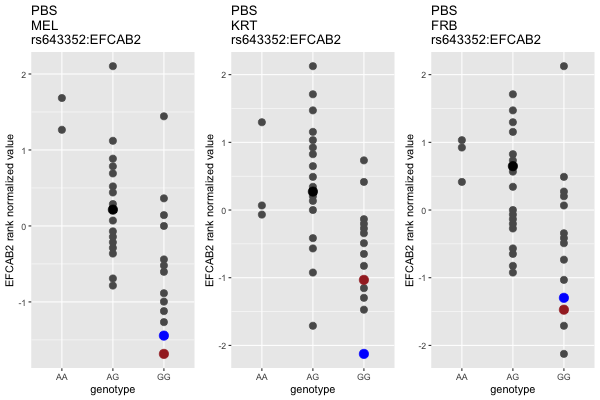 PBS
MEL
rs643352:EFCAB2
EFCAB2 rank normalized value
2
1
0
-1
AA
AG
GG
genotype
PBS
KRT
rs643352:EFCAB2
EFCAB2 rank normalized value
2
1
0
-1
-2
AA
AG
GG
genotype
PBS
FRB
rs643352:EFCAB2
EFCAB2 rank normalized value
2
1
0
-1
-2
AA
AG
GG
genotype